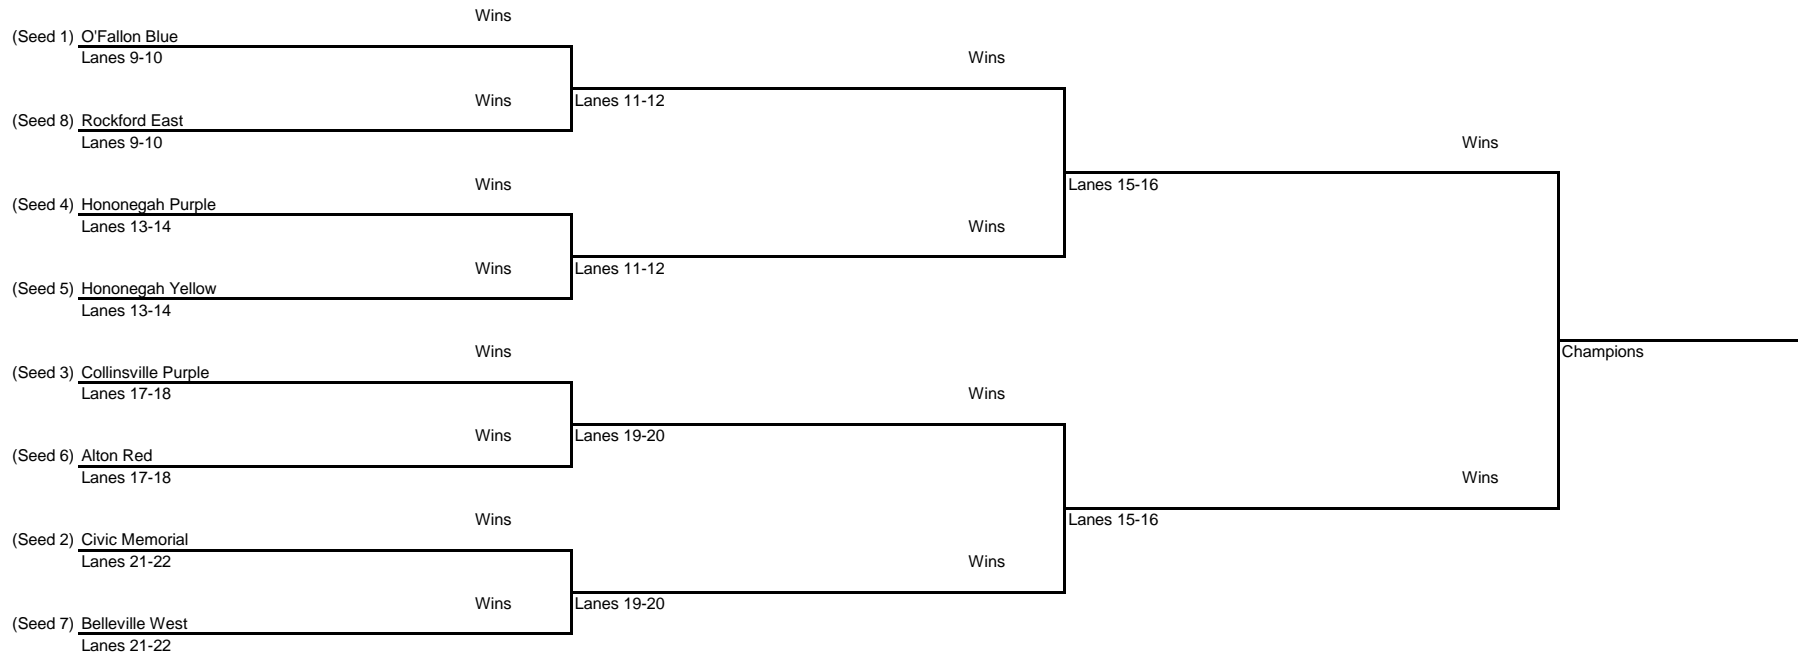 Wins
(Seed 1) O'Fallon Blue
Lanes 9-10
Wins
Wins
Lanes 11-12
(Seed 8) Rockford East
Lanes 9-10
Wins
Wins
Lanes 15-16
(Seed 4) Hononegah Purple
Lanes 13-14
Wins
Wins
Lanes 11-12
(Seed 5) Hononegah Yellow
Lanes 13-14
Wins
Champions
(Seed 3) Collinsville Purple
Lanes 17-18
Wins
Wins
Lanes 19-20
(Seed 6) Alton Red
Lanes 17-18
Wins
Wins
Lanes 15-16
(Seed 2) Civic Memorial
Lanes 21-22
Wins
Wins
Lanes 19-20
(Seed 7) Belleville West
Lanes 21-22